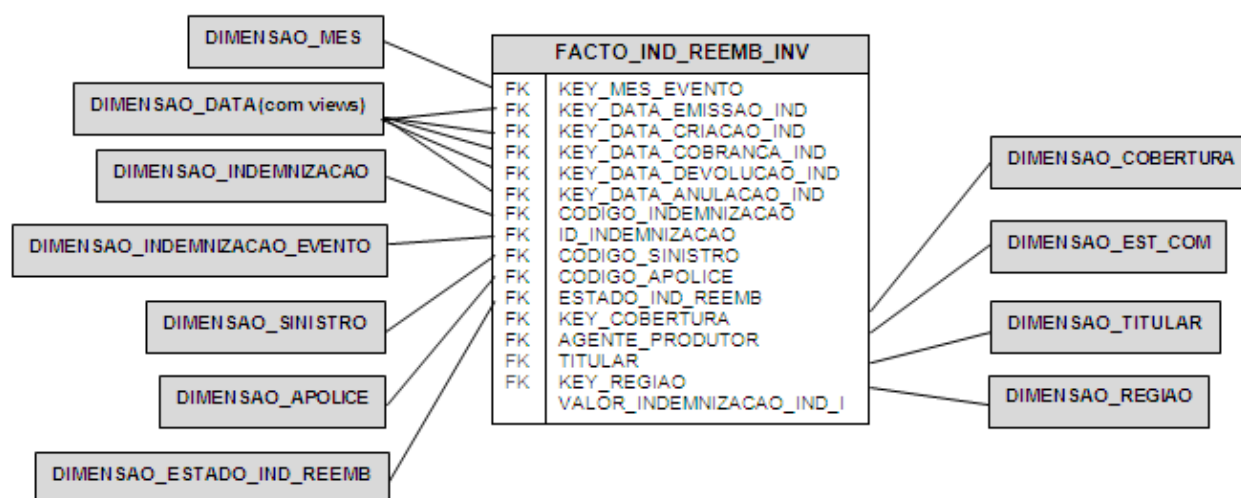 DIMENSAO_MES
DIMENSAO_DATA(com views)
DIMENSAO_INDEMNIZACAO
DIMENSAO_INDEMNIZACAO_EVENTO
DIMENSAO_SINISTRO
DIMENSAO_APOLICE
DIMENSAO_ESTADO_IND_REEMB
FACTO_IND_REEMB_INV
FK KEY_MES_EVENTO
FK KEY_DATA_EMISSAO_IND
FK KEY_DATA_CRIACAO_IND
FK KEY_DATA_COBRANCA_IND
FK KEY_DATA_DEVOLUCAO_IND
FK KEY_DATA_ANULACAO_IND
FK CODIGO_INDEMNIZACAO
FK ID_INDEMNIZACAO
FK CODIGO_SINISTRO
FK CODIGO_APOLICE
FK ESTADO_IND_REEMB
FK KEY_COBERTURA
FK AGENTE_PRODUTOR
FK TITULAR
FK KEY_REGIAO
VALOR_INDEMNIZACAO_IND_I
DIMENSAO_COBERTURA
DIMENSAO_EST_COM
DIMENSAO_TITULAR
DIMENSAO_REGIAO